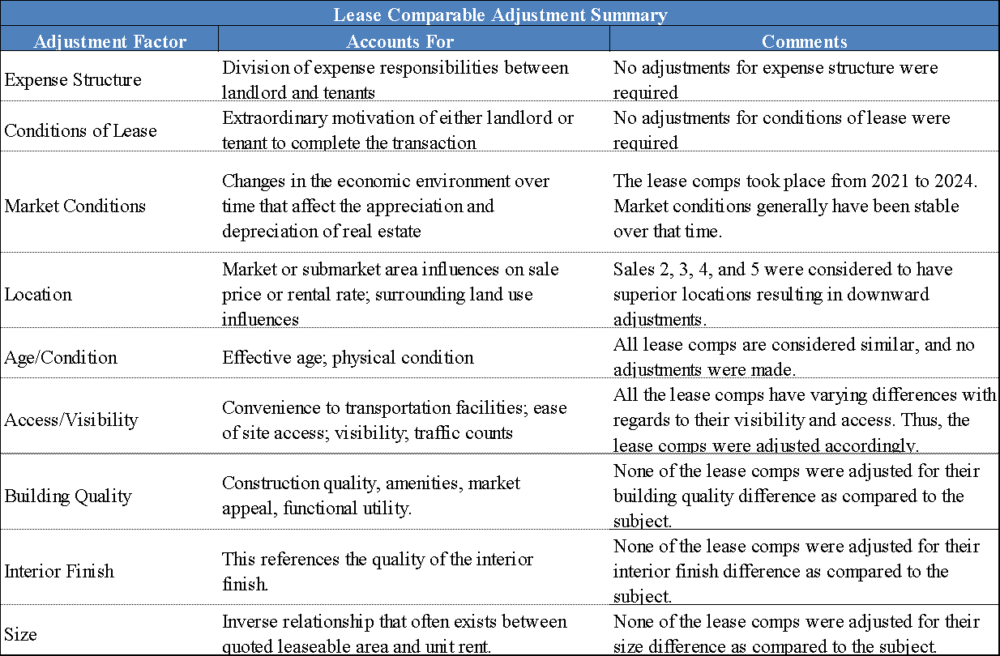 Lease Comparable Adjustment Summary
Adjustment Factor Accounts For Comments
Expense Structure
Division of expense responsibilities between
landlord and tenants
No adjustments for expense structure were
required
Conditions of Lease
Extraordinary motivation of either landlord or
tenant to complete the transaction
No adjustments for conditions of lease were
required
Market Conditions
Changes in the economic environment over
time that affect the appreciation and
depreciation of real estate
The lease comps took place from 2021 to 2024.
Market conditions generally have been stable
over that time.
Location
Market or submarket area influences on sale
price or rental rate; surrounding land use
influences
Sales 2, 3, 4, and 5 were considered to have
superior locations resulting in downward
adjustments.
Age/Condition
Effective age; physical condition
All lease comps are considered similar, and no
adjustments were made.
Access/Visibility
Convenience to transportation facilities; ease
of site access; visibility; traffic counts
All the lease comps have varying differences with
regards to their visibility and access. Thus, the
lease comps were adjusted accordingly.
Building Quality
Construction quality, amenities, market
appeal, functional utility.
None of the lease comps were adjusted for their
building quality difference as compared to the
subject.
Interior Finish
This references the quality of the interior
finish.
None of the lease comps were adjusted for their
interior finish difference as compared to the
subject.
Size
Inverse relationship that often exists between
quoted leaseable area and unit rent.
None of the lease comps were adjusted for their
size difference as compared to the subject.